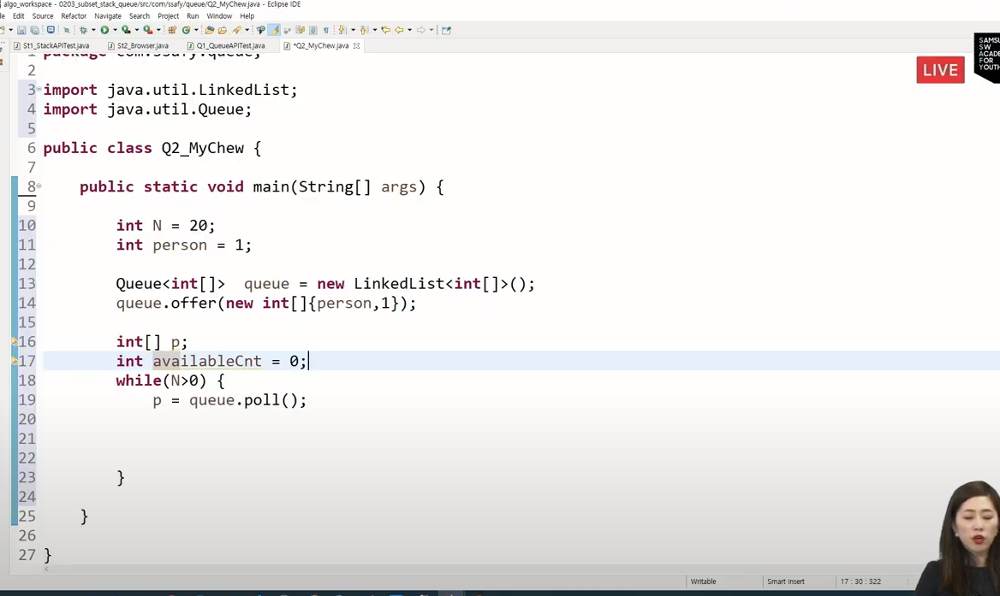 algo_workspace - 0203_subset_stack_queue/src/com/ssafy/queue/Q2_MyChew.java - Eclipse IDE
Edit Source Refactor Navigate Search Project Run Window Help
St1_StackAPITest.java St2_Browser.java Q1_QueueAPITest.java *Q2_MyChew.java
1 package com.ssafy.queue;
2
3 import java.util.LinkedList;
4 import java.util.Queue;
5
6 public class Q2_MyChew {
7
8 public static void main(String[] args) {
9
10 int N = 20;
11 int person = 1;
12
13 Queue<int[]>  queue = new LinkedList<int[]>();
14 queue.offer(new int[]{person,1});
15
16 int[] p;
17 int availableCnt = 0;
18 while(N>0) {
19 p = queue.poll();
20
21
22
23 }
24
25 }
26
27 }
LIVE
SW
FOR
Writable Smart Insert 17 : 30 : 322